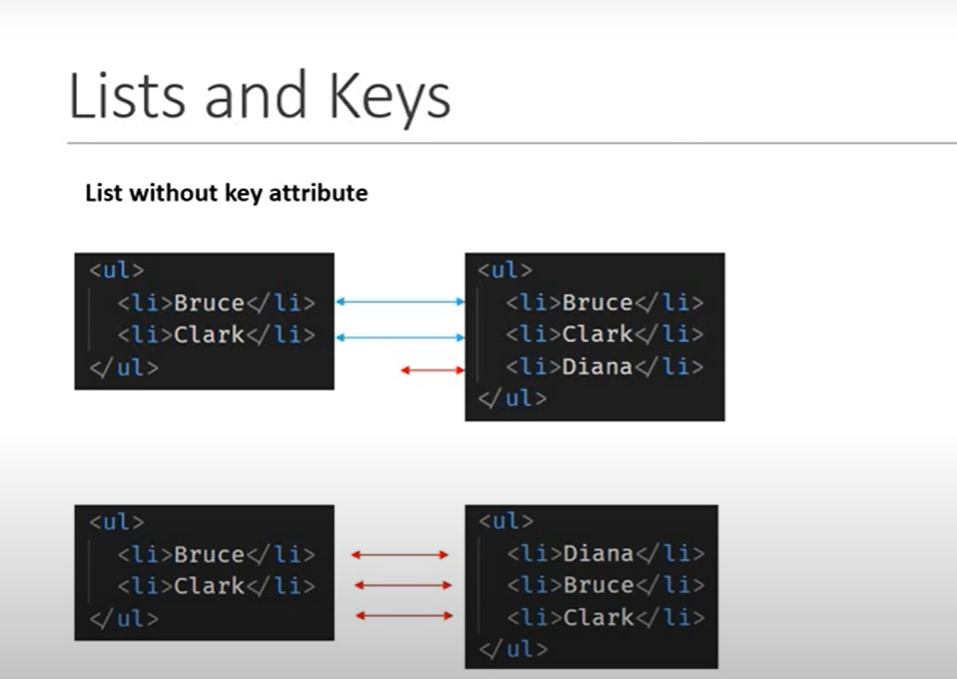 Lists and Keys
List without key attribute
<ul>
<li>Bruce</li>
<li>Clark</li>
</ul>
<ul>
<li>Bruce</li>
<li>Clark</li>
<li>Diana</li>
</ul>
<ul>
<li>Bruce</li>
<li>Clark</li>
</ul>
<ul>
<li>Diana</li>
<li>Bruce</li>
<li>Clark</li>
</ul>